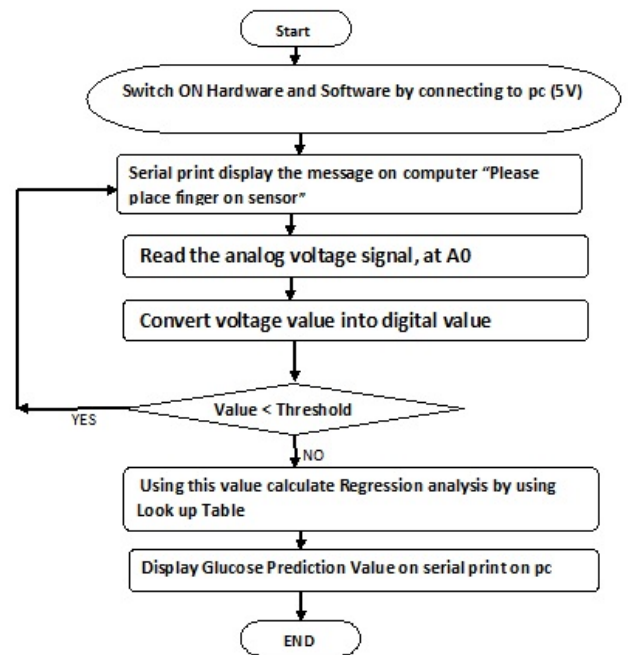 Start
Switch ON Hardware and Software by connecting to pc (5V)
Serial print display the message on computer “Please
place finger on sensor”
Read the analog voltage signal, at A0
Convert voltage value into digital value
Value < Threshold
YES
NO
Using this value calculate Regression analysis by using
Look up Table
Display Glucose Prediction Value on serial print on pc
END